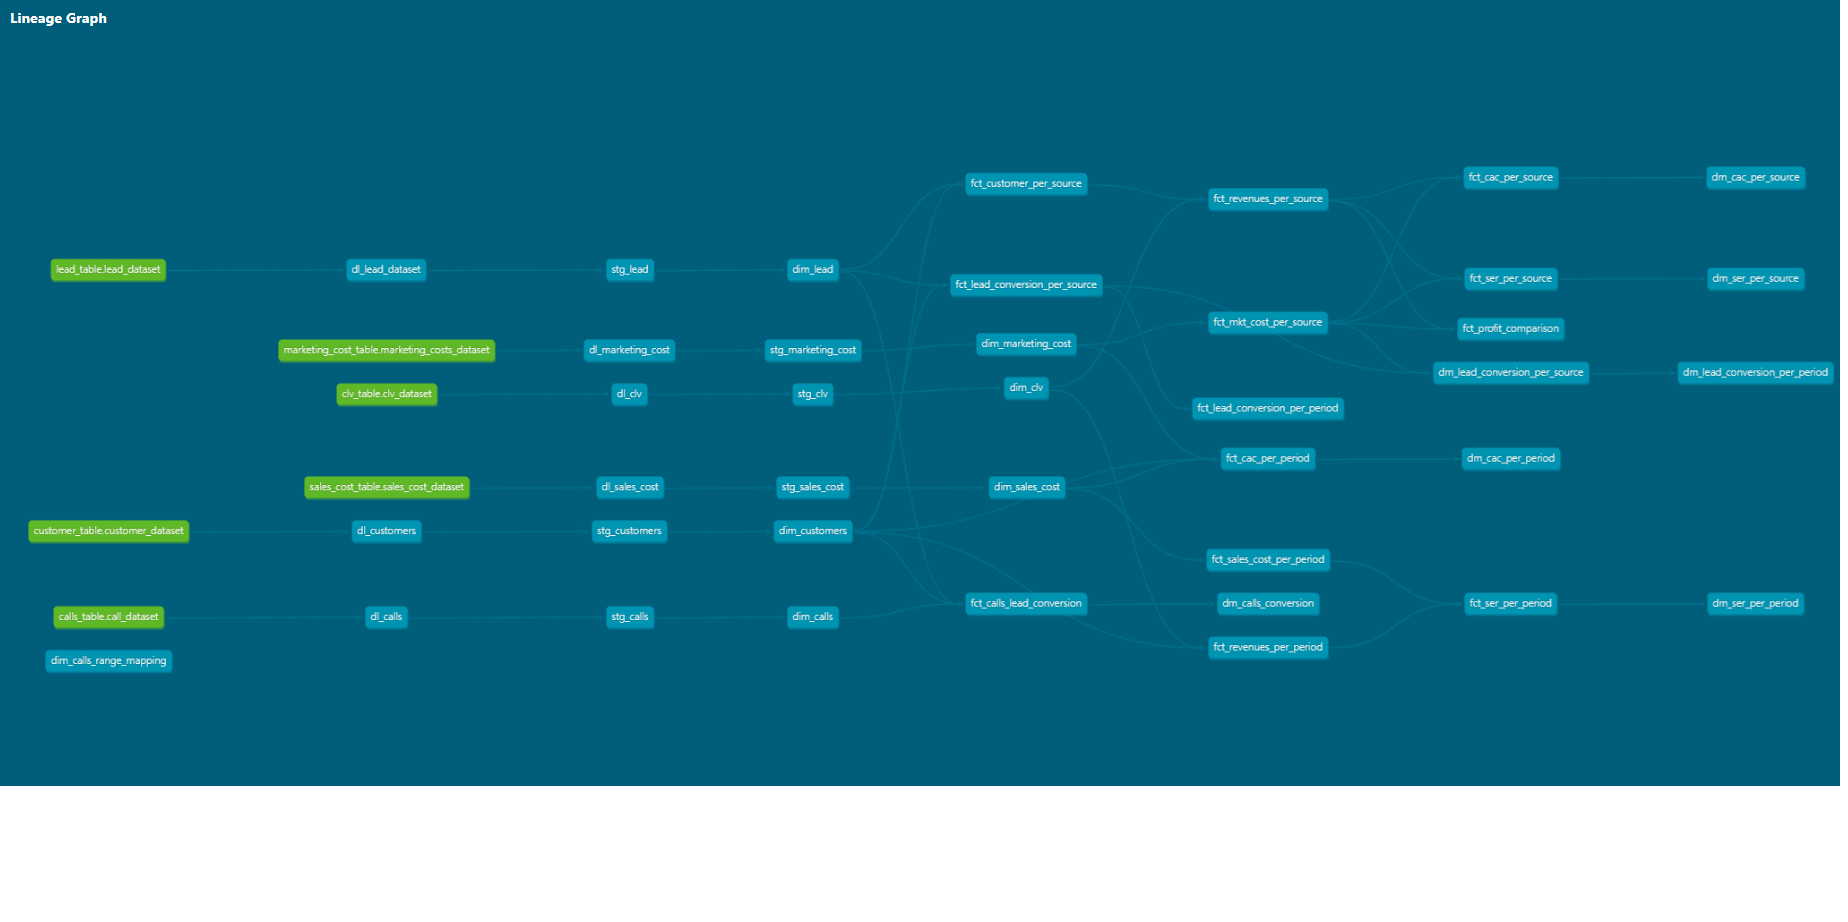 Lineage Graph
fct_cac_per_source
dm_cac_per_source
fct_customer_per_source
fct_revenues_per_source
lead_table.lead_dataset
dl_lead_dataset
stg_lead
dim_lead
fct_ser_per_source
dm_ser_per_source
fct_lead_conversion_per_source
fct_mkt_cost_per_source
fct_profit_comparison
marketing_cost_table.marketing_costs_dataset
dl_marketing_cost
stg_marketing_cost
dim_marketing_cost
dm_lead_conversion_per_source
dm_lead_conversion_per_period
clv_table.clv_dataset
dl_clv
stg_clv
dim_clv
fct_lead_conversion_per_period
fct_cac_per_period
dm_cac_per_period
sales_cost_table.sales_cost_dataset
dl_sales_cost
stg_sales_cost
dim_sales_cost
customer_table.customer_dataset
dl_customers
stg_customers
dim_customers
fct_sales_cost_per_period
fct_calls_lead_conversion
dm_calls_conversion
fct_ser_per_period
dm_ser_per_period
calls_table.call_dataset
dl_calls
stg_calls
dim_calls
fct_revenues_per_period
dim_calls_range_mapping